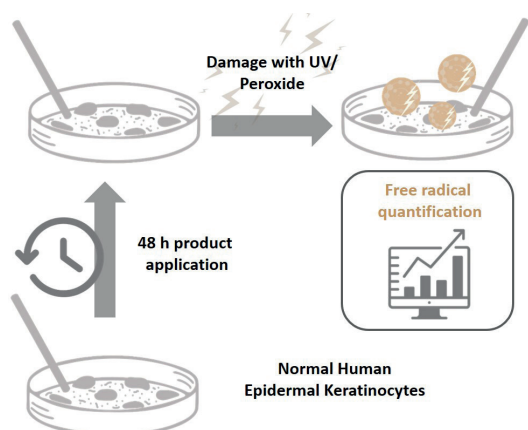 Damage with UV/
Peroxide
Free radical
quantification
48 h product
application
Normal Human
Epidermal Keratinocytes